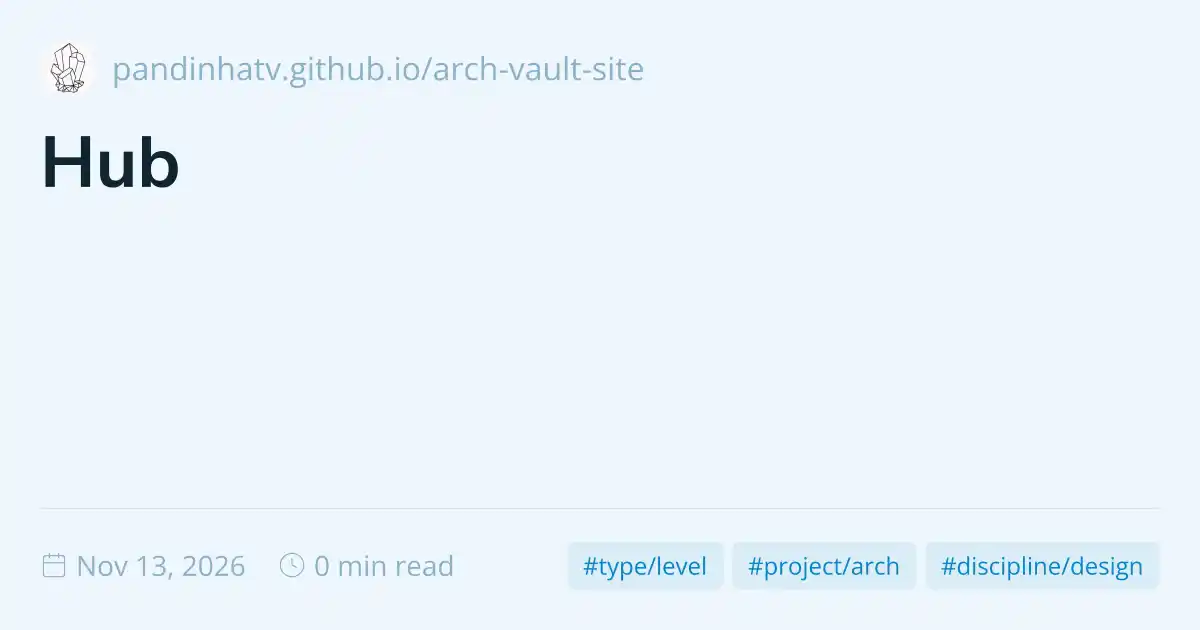 pandinhatv.github.io/arch-vault-site
Hub
Nov 13, 2026 0 min read #type/level #project/arch #discipline/design